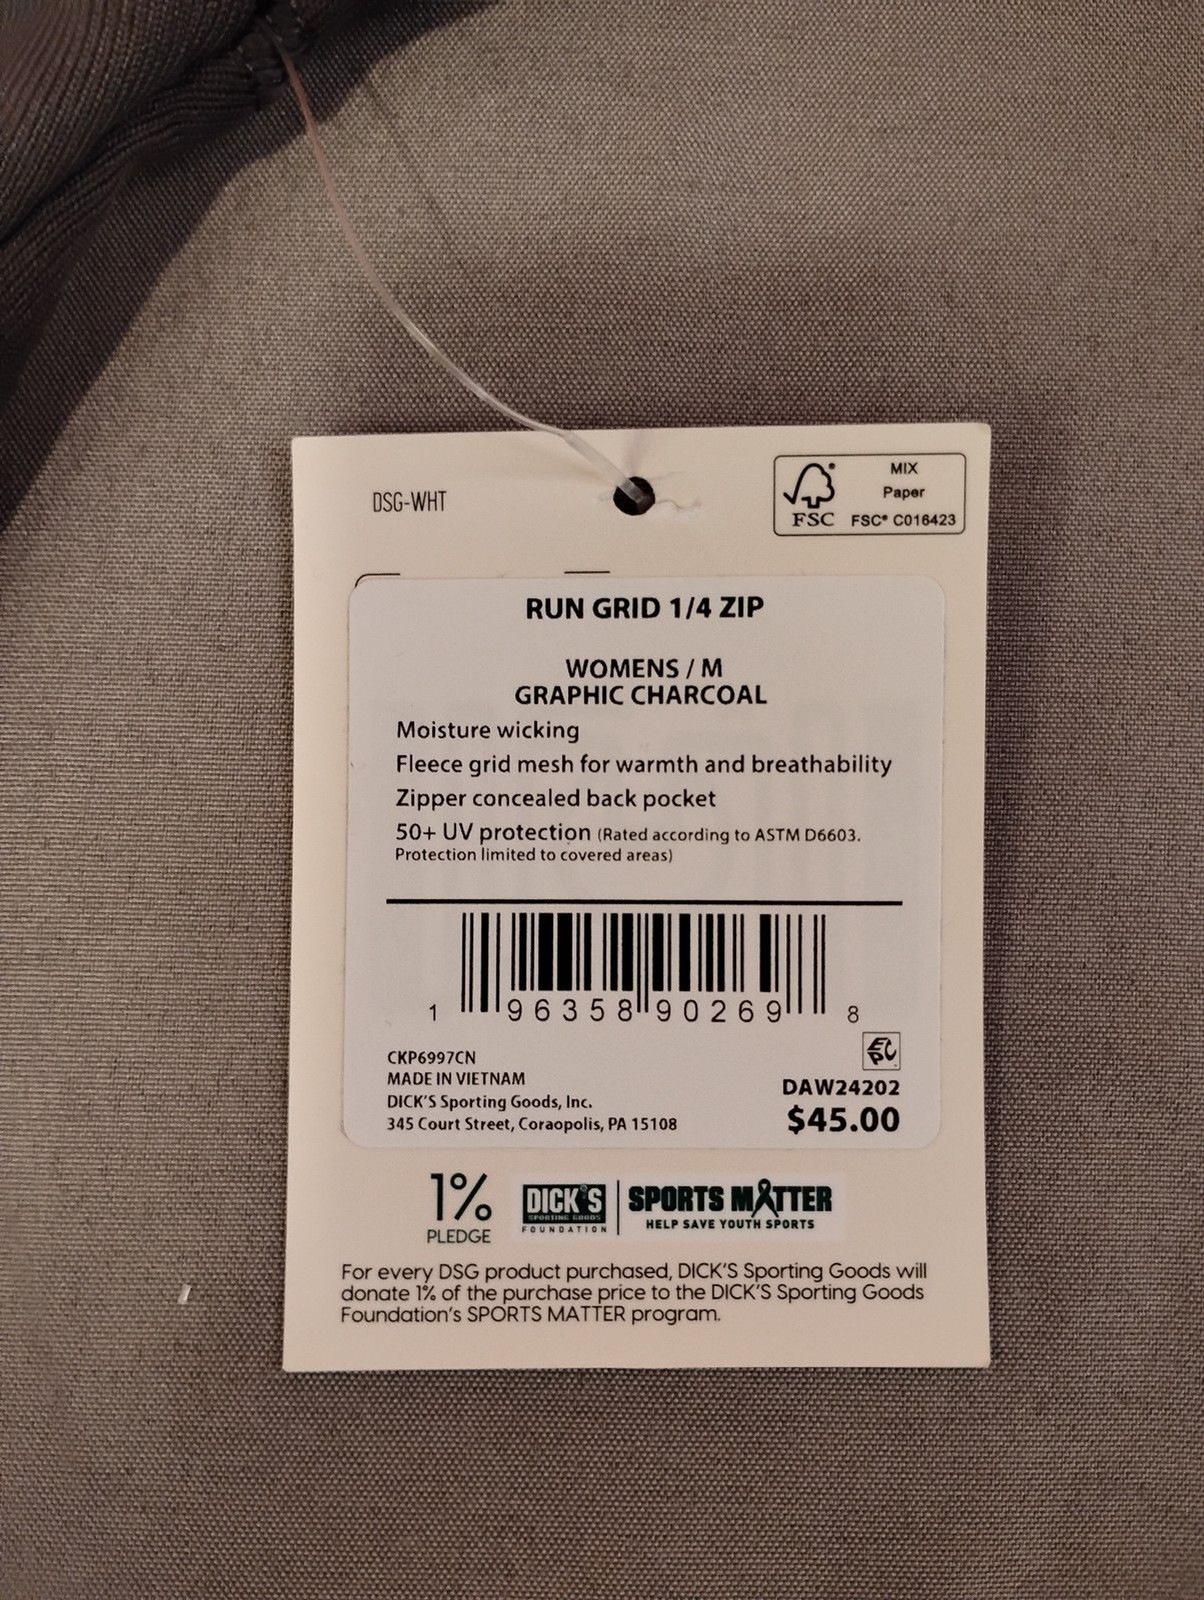 DSG-WHT
MIX
Paper
FSC
FSC® C016423
RUN GRID 1/4 ZIP
WOMENS / M
GRAPHIC CHARCOAL
Moisture wicking
Fleece grid mesh for warmth and breathability
Zipper concealed back pocket
50+ UV protection (Rated according to ASTM D6603.
Protection limited to covered areas)
1 96358 90269 8
CKP6997CN
MADE IN VIETNAM
DICK'S Sporting Goods, Inc.
345 Court Street, Coraopolis, PA 15108
DAW24202
$45.00
1%
PLEDGE
DICK'S
SPORTING GOODS
FOUNDATION
SPORTS MATTER
HELP SAVE YOUTH SPORTS
For every DSG product purchased, DICK'S Sporting Goods will
donate 1% of the purchase price to the DICK'S Sporting Goods
Foundation's SPORTS MATTER program.